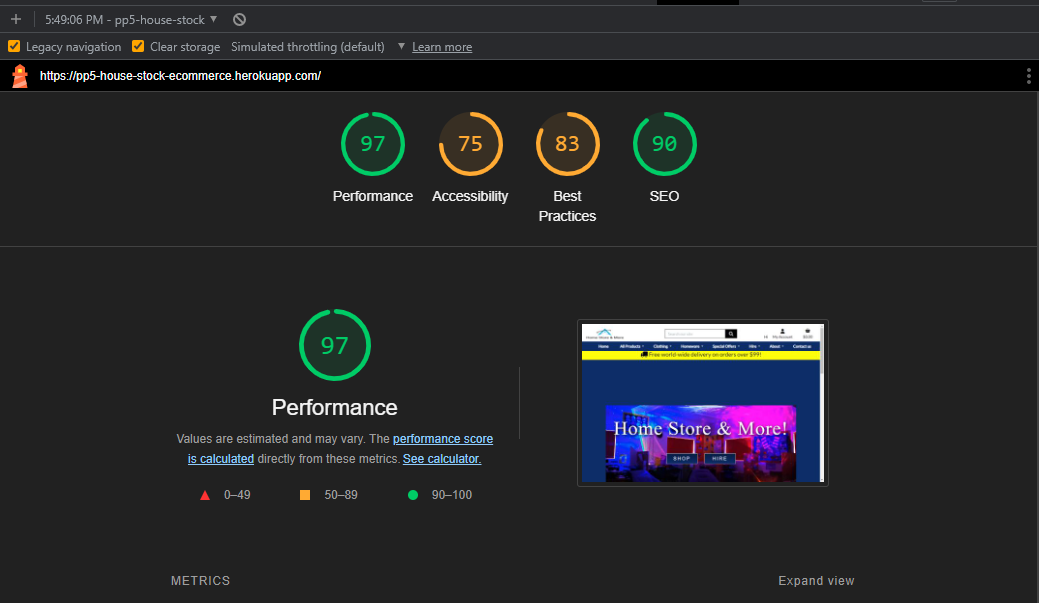 5:49:06 PM - pp5-house-stock
Legacy navigation Clear storage Simulated throttling (default) Learn more
https://pp5-house-stock-ecommerce.herokuapp.com/
97 75 83 90
Performance Accessibility Best Practices SEO
97
Performance
Values are estimated and may vary. The performance score
is calculated directly from these metrics. See calculator.
0–49 50–89 90–100
Home Store & More
Home All Products Clothing Homeware Special Offers Hire About Contact us
Free world-wide delivery on orders over $99!
Home Store & More!
SHOP HIRE
METRICS Expand view